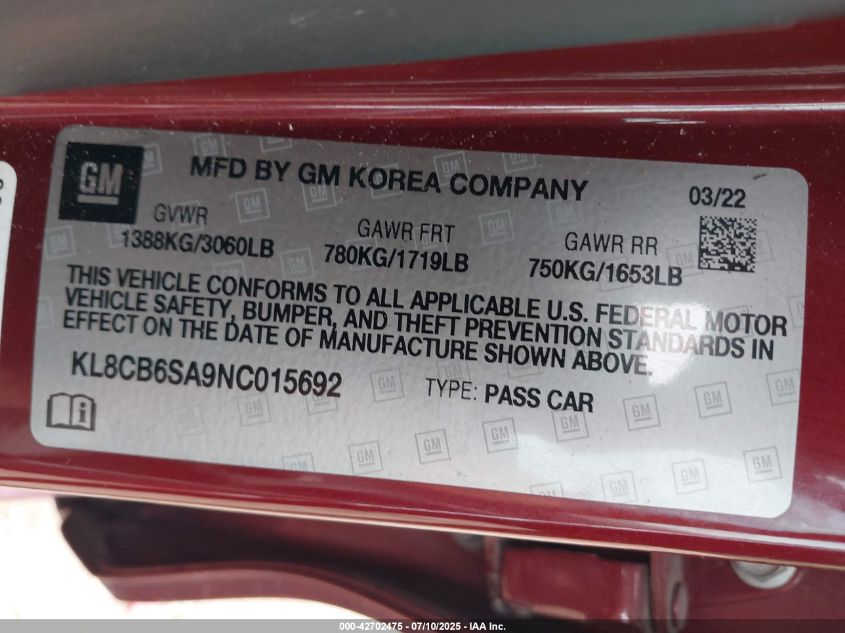 GM
MFD BY GM KOREA COMPANY
03/22
GVWR
1388KG/3060LB
GAWR FRT
780KG/1719LB
GAWR RR
750KG/1653LB
THIS VEHICLE CONFORMS TO ALL APPLICABLE U.S. FEDERAL MOTOR
VEHICLE SAFETY, BUMPER, AND THEFT PREVENTION STANDARDS IN
EFFECT ON THE DATE OF MANUFACTURE SHOWN ABOVE.
KL8CB6SA9NC015692
TYPE: PASS CAR
000-42702475 - 07/10/2025 - IAA Inc.